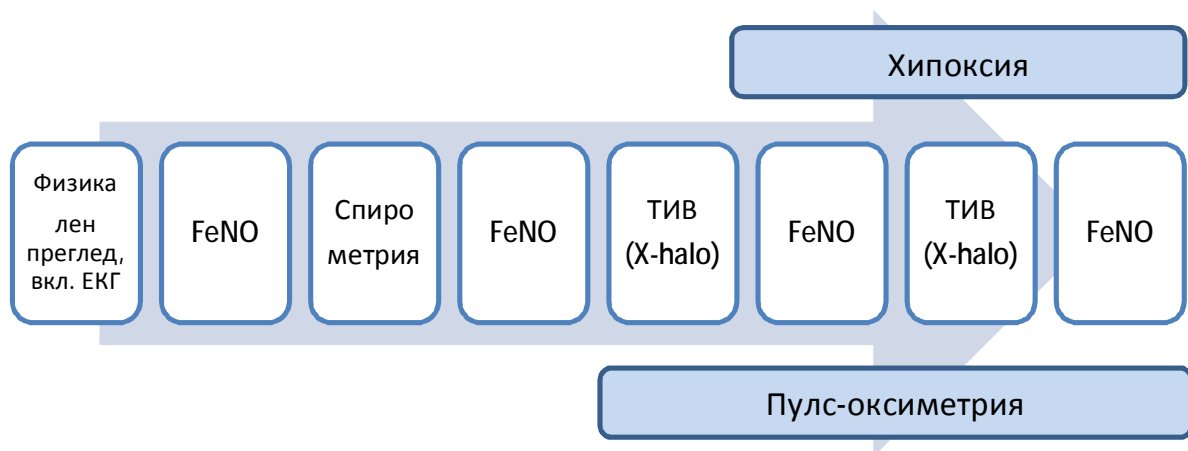 Хипоксия
Физика
лен
преглед,
вкл. ЕКГ
FeNO
Спиро
метрия
FeNO
ТИВ
(X-halo)
FeNO
ТИВ
(X-halo)
FeNO
Пулс-оксиметрия